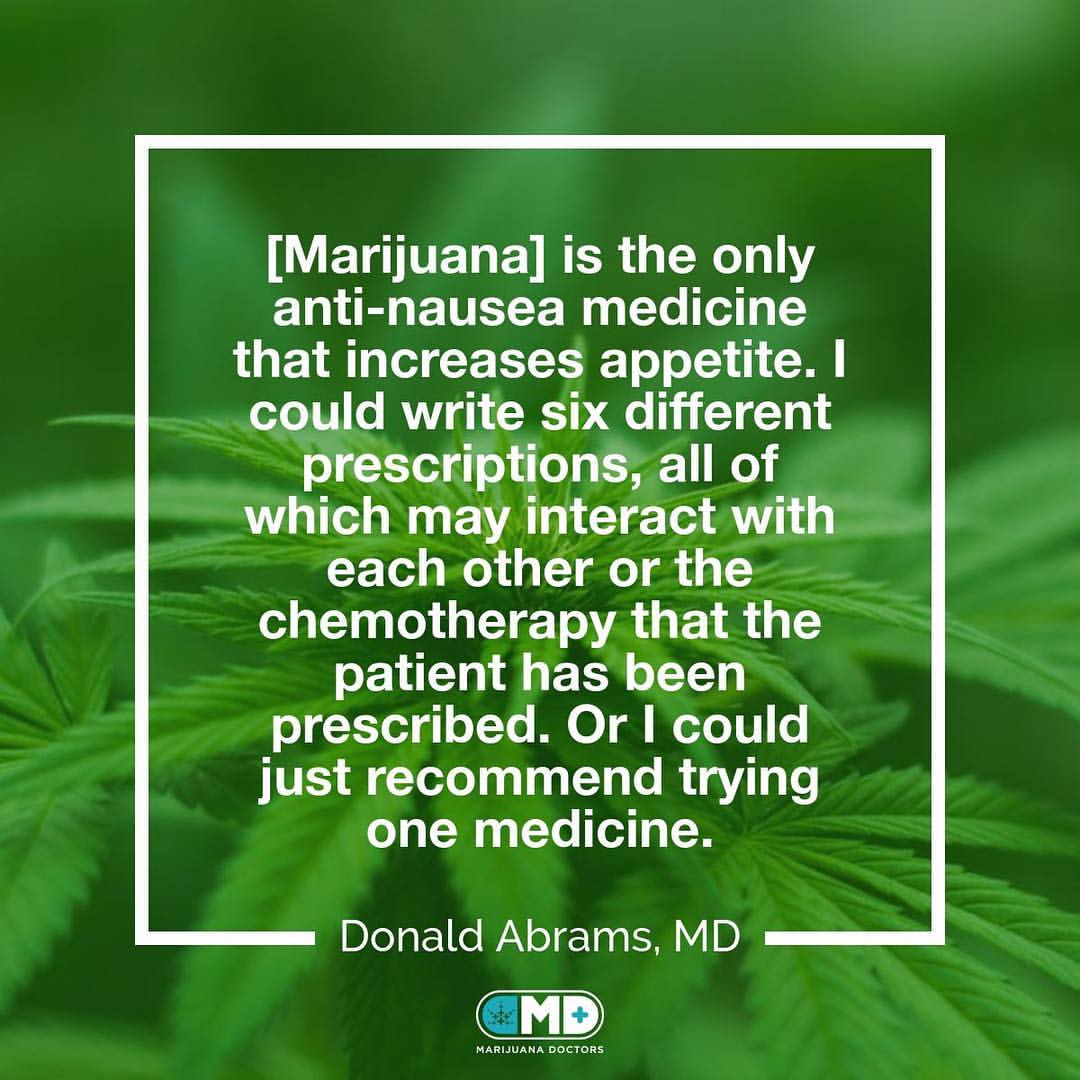 [Marijuana] is the only
anti-nausea medicine
that increases appetite. I
could write six different
prescriptions, all of
which may interact with
each other or the
chemotherapy that the
patient has been
prescribed. Or I could
just recommend trying
one medicine.
Donald Abrams, MD
MD
MARIJUANA DOCTORS